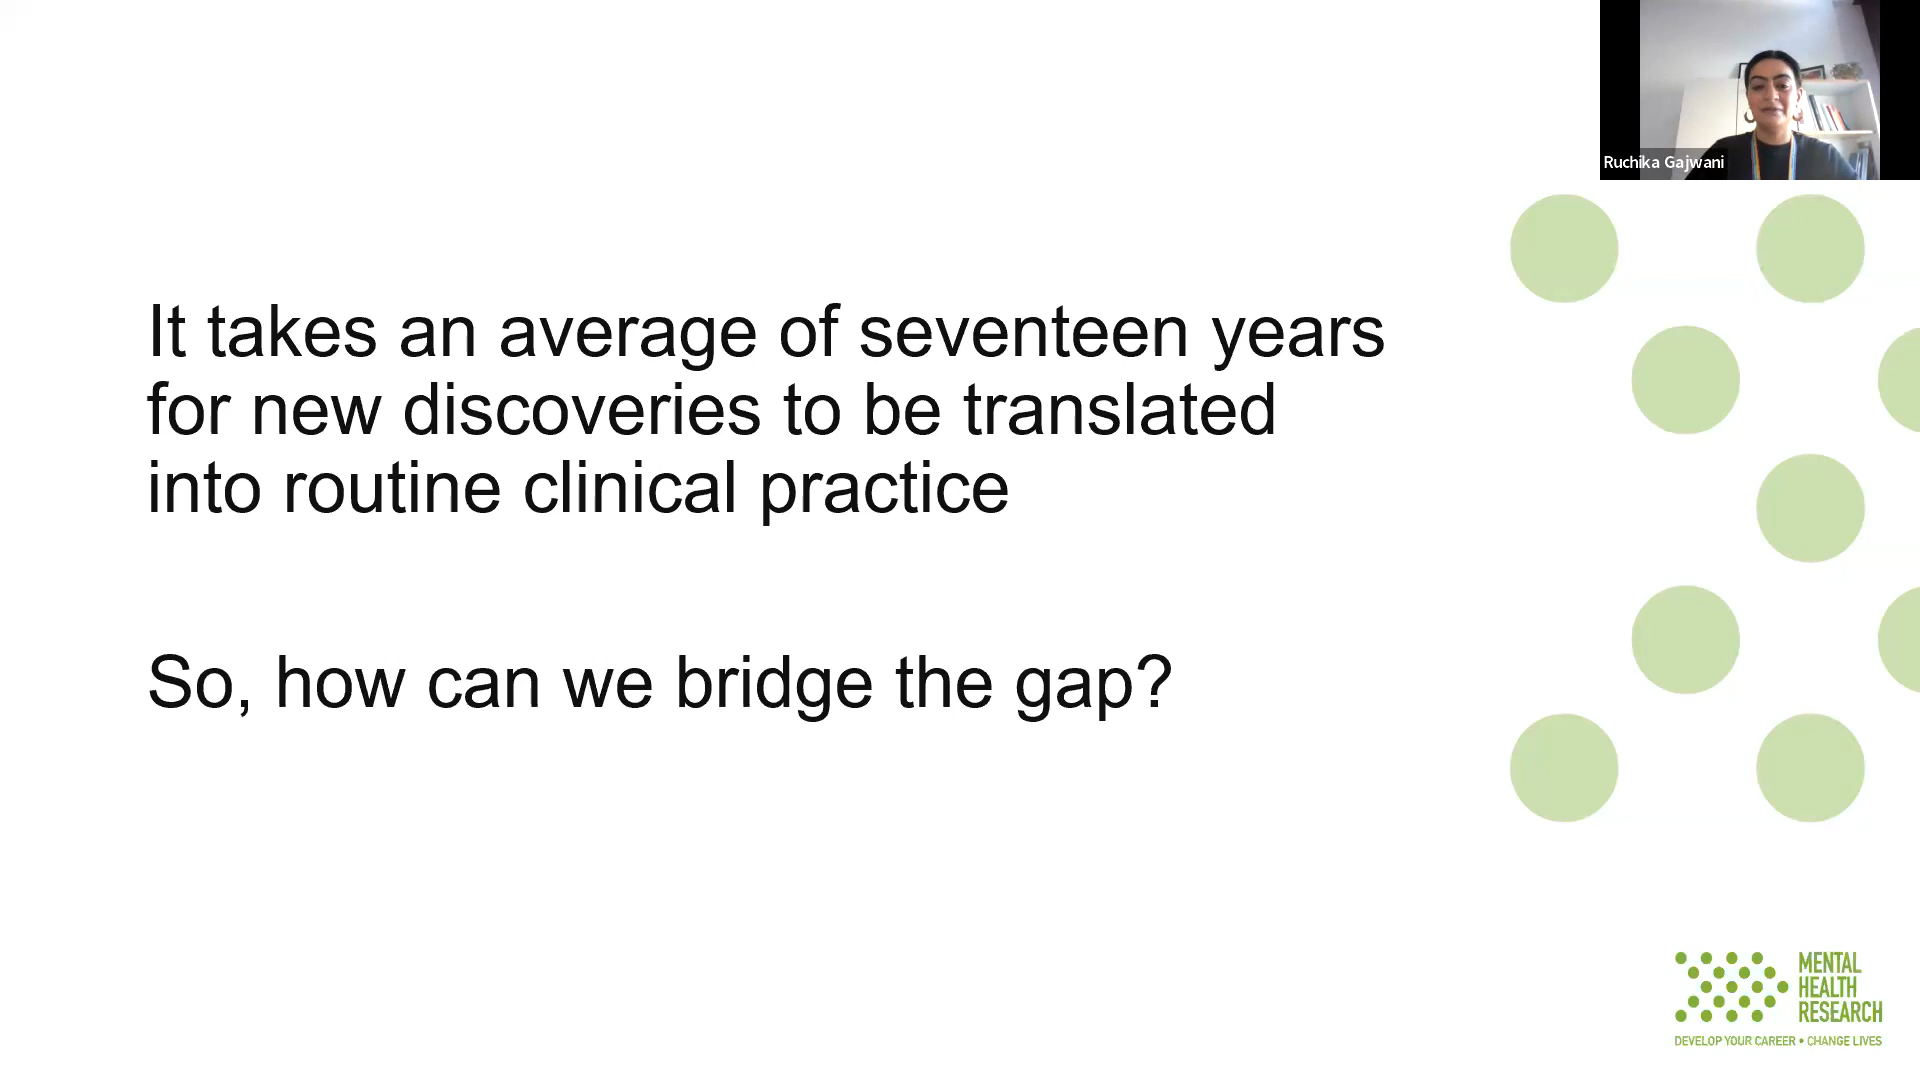 Ruchika Gajwani
It takes an average of seventeen years
for new discoveries to be translated
into routine clinical practice
So, how can we bridge the gap?
MENTAL
HEALTH
RESEARCH
DEVELOP YOUR CAREER • CHANGE LIVES